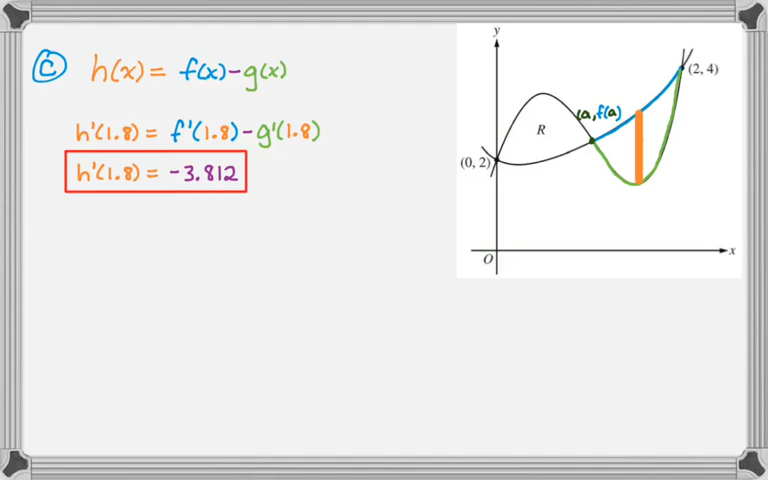 C h(x) = f(x) - g(x)
h'(1.8) = f'(1.8) - g'(1.8)
h'(1.8) = -3.812
y
(2, 4)
(a, f(a)
R
(0, 2)
O
x